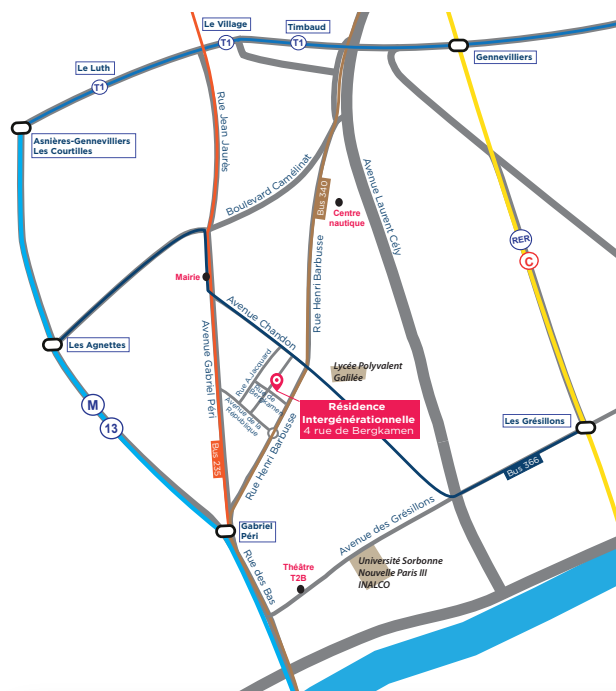 Le Village
Timbaud
T1
T1
Gennevilliers
Le Luth
T1
Asnières-Gennevilliers
Les Courtilles
Rue Jean Jaurès
Boulevard Camélinat
Bus 340
Centre
nautique
Avenue Laurent Cély
RER
C
Mairie
Avenue Chandon
Rue Henri Barbusse
Les Agnettes
Avenue Gabriel Péri
Rue A.Jacquard
Rue de
Bergkamen
Avenue de la
République
Lycée Polyvalent
Galilée
Résidence
Intergénérationnelle
4 rue de Bergkamen
M
13
Les Grésillons
Bus 235
Rue Henri Barbusse
Bus 366
Gabriel
Péri
Avenue des Grésillons
Rue des Bas
Théâtre
T2B
Université Sorbonne
Nouvelle Paris III
INALCO